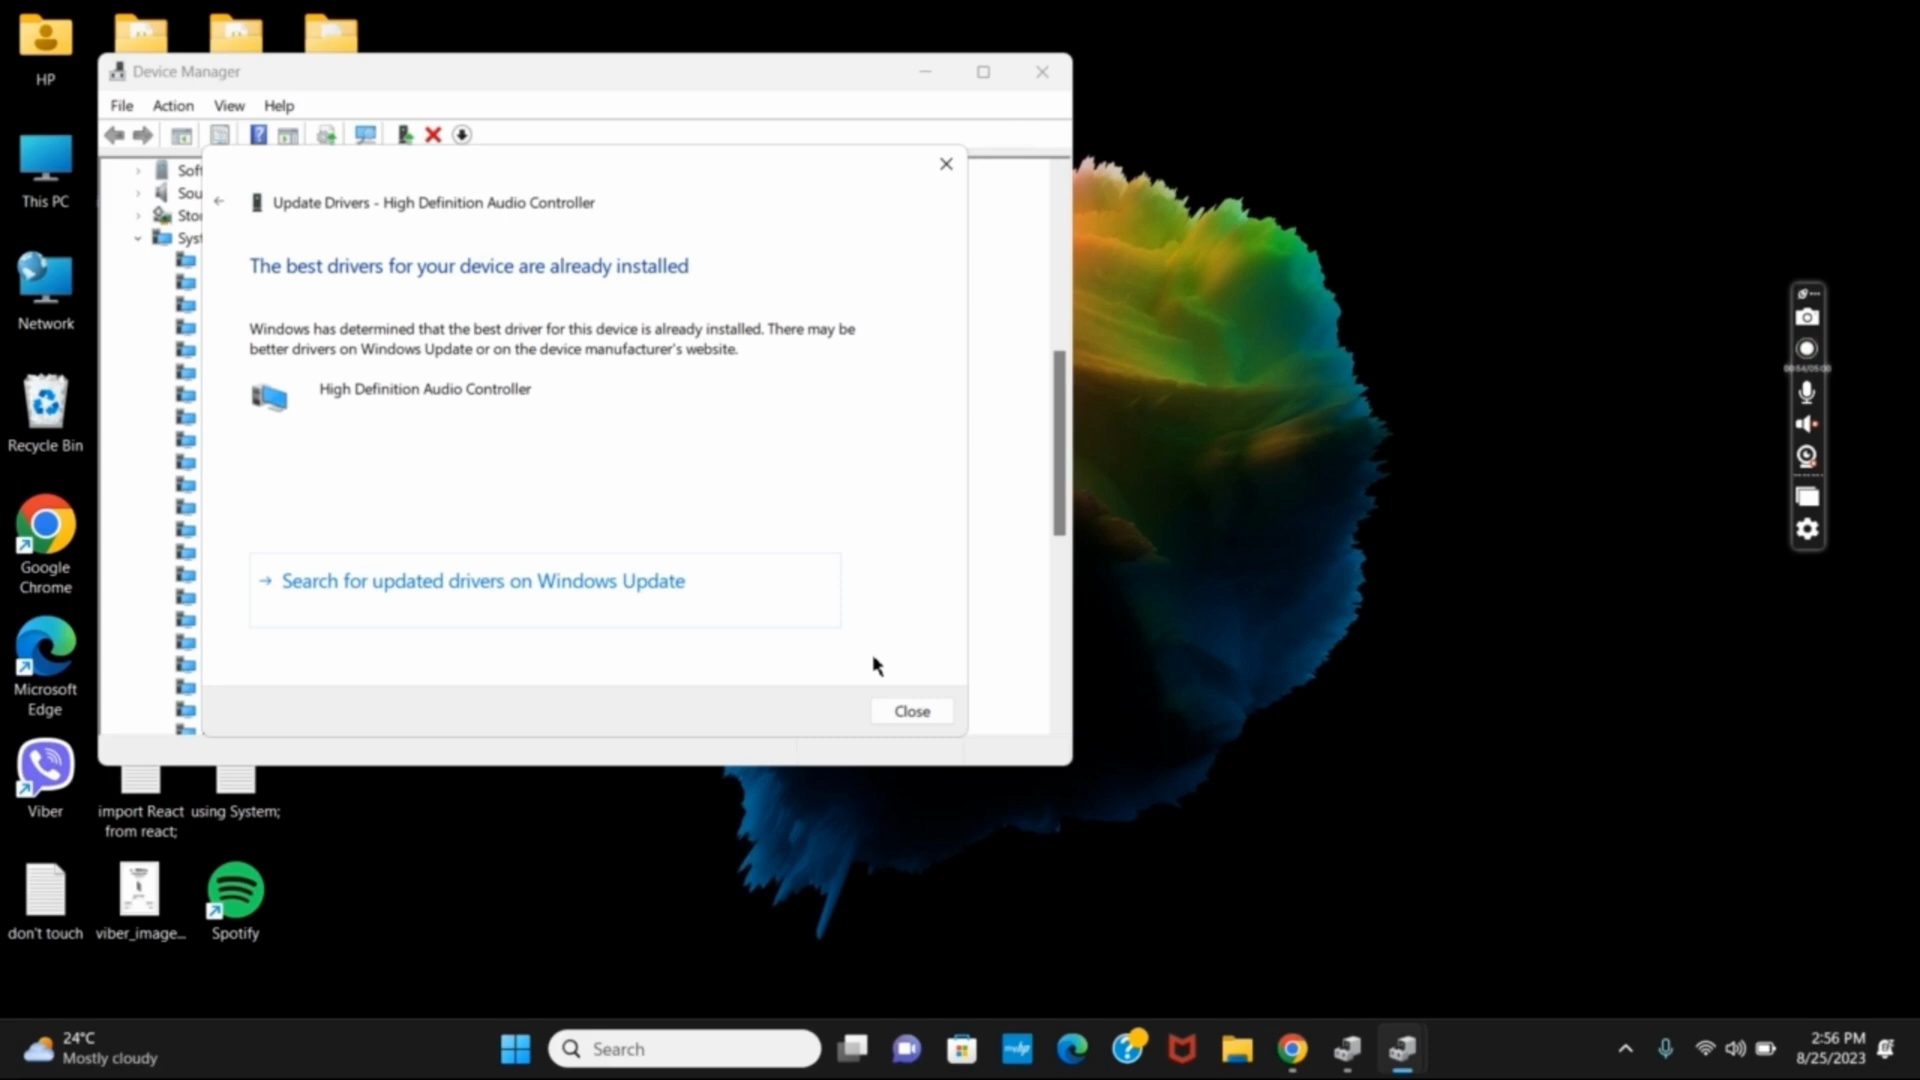 HP
This PC
Network
Recycle Bin
Google
Chrome
Microsoft
Edge
Viber
import React
from react;
using System;
don't touch
viber_image...
Spotify
Device Manager
File Action View Help
Soft
Sou
Sto
Syst
Update Drivers - High Definition Audio Controller
The best drivers for your device are already installed
Windows has determined that the best driver for this device is already installed. There may be
better drivers on Windows Update or on the device manufacturer's website.
High Definition Audio Controller
Search for updated drivers on Windows Update
Close
24°C
Mostly cloudy
Search
myhp
2:56 PM
8/25/2023